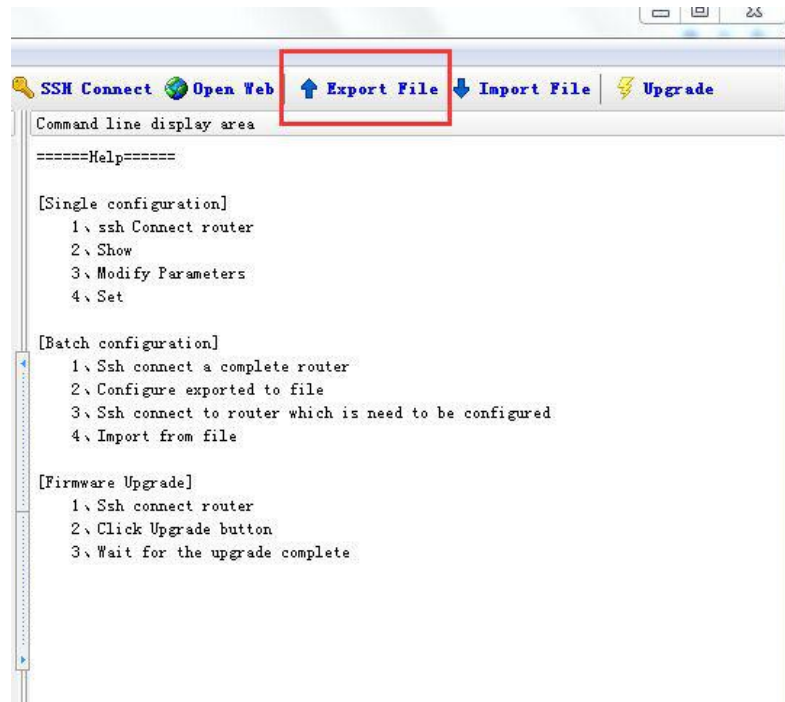 SSH Connect Open Web Export File Import File Upgrade
Command line display area
======Help======
[Single configuration]
1、ssh Connect router
2、Show
3、Modify Parameters
4、Set
[Batch configuration]
1、Ssh connect a complete router
2、Configure exported to file
3、Ssh connect to router which is need to be configured
4、Import from file
[Firmware Upgrade]
1、Ssh connect router
2、Click Upgrade button
3、Wait for the upgrade complete